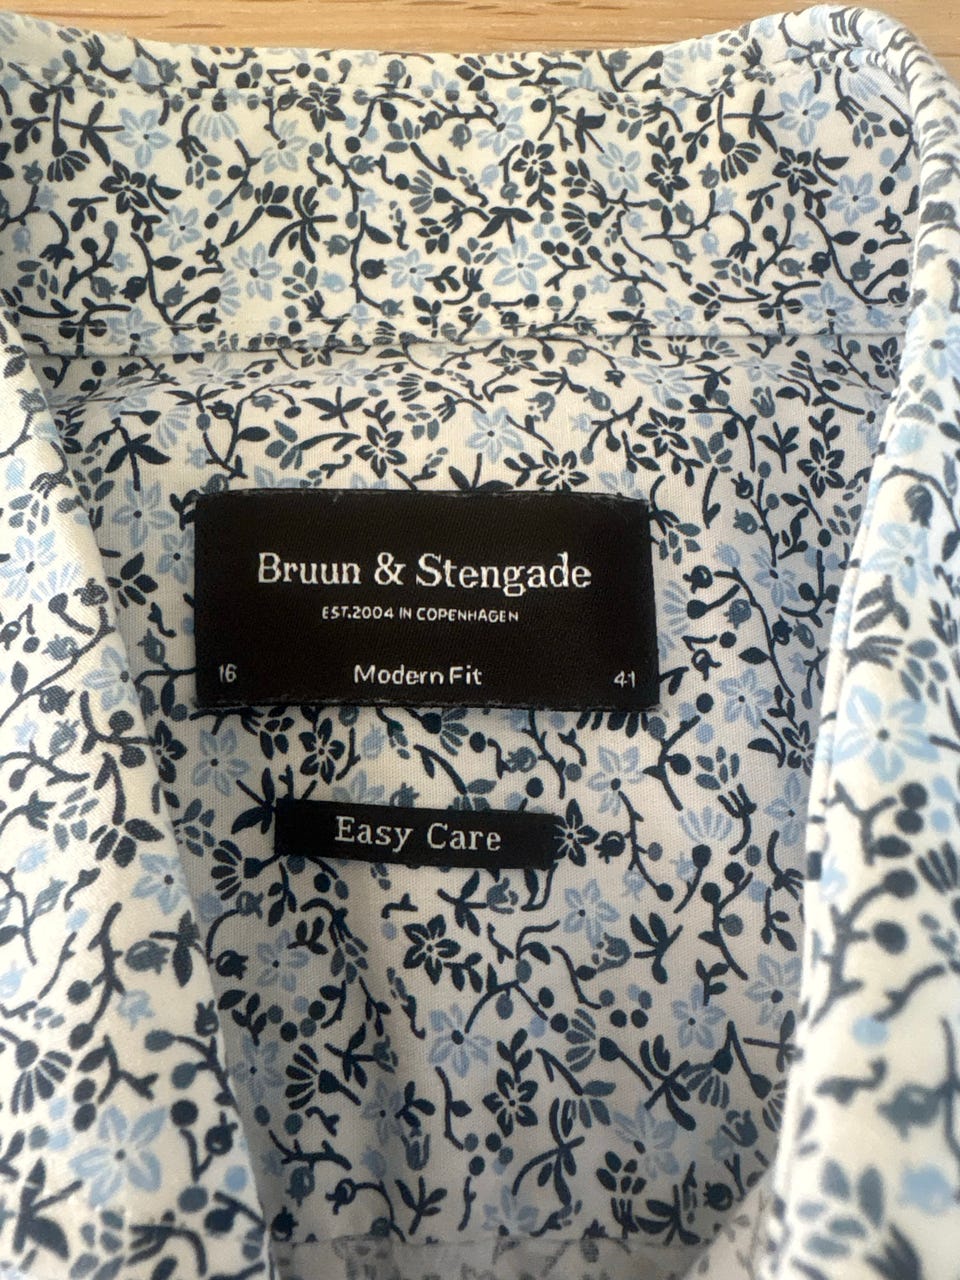 Bruun & Stengade
EST.2004 IN COPENHAGEN
16 Modern Fit 41
Easy Care